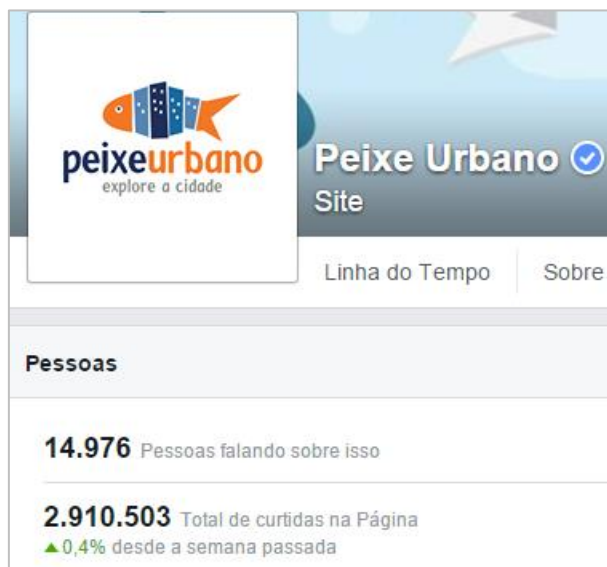 peixeurbano
explore a cidade
Peixe Urbano
Site
Linha do Tempo
Sobre
Pessoas
14.976 Pessoas falando sobre isso
2.910.503 Total de curtidas na Página
0,4% desde a semana passada